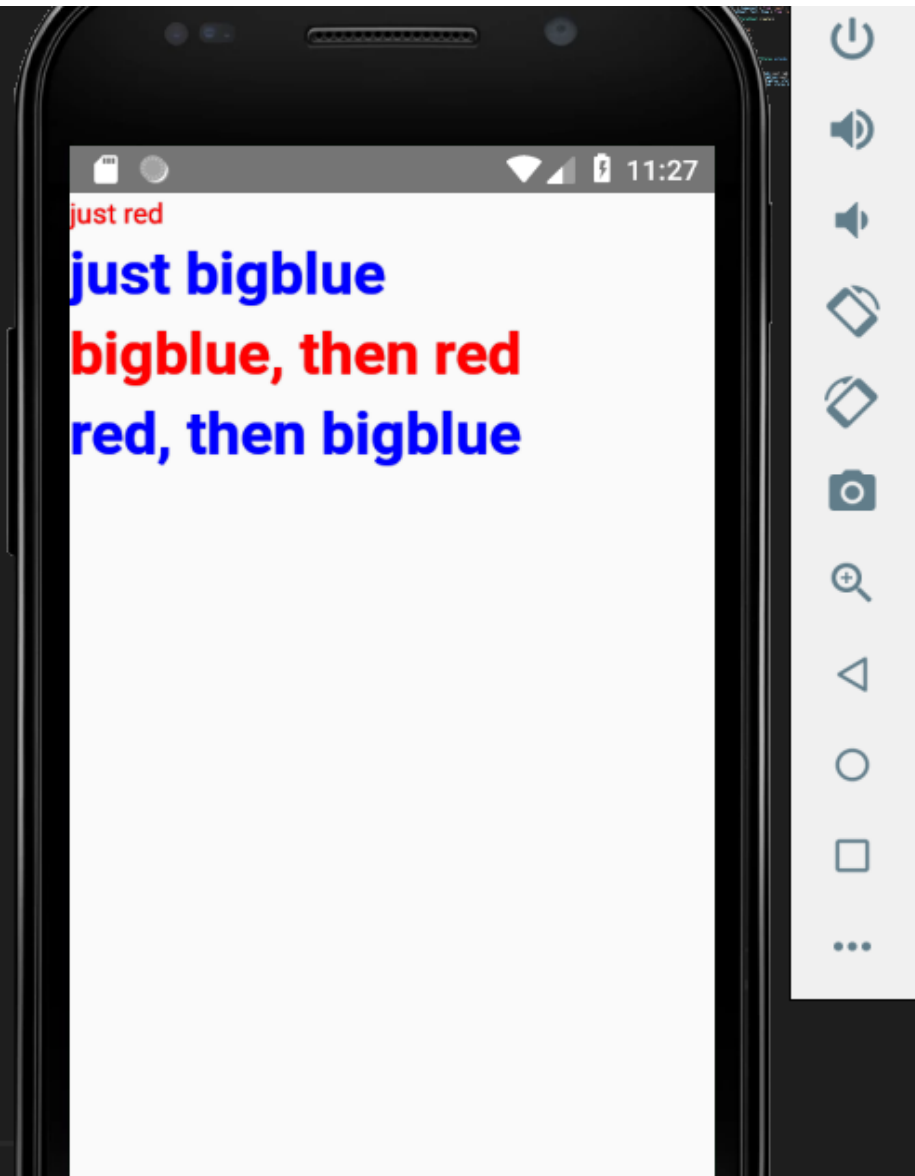 11:27
just red
just bigblue
bigblue, then red
red, then bigblue